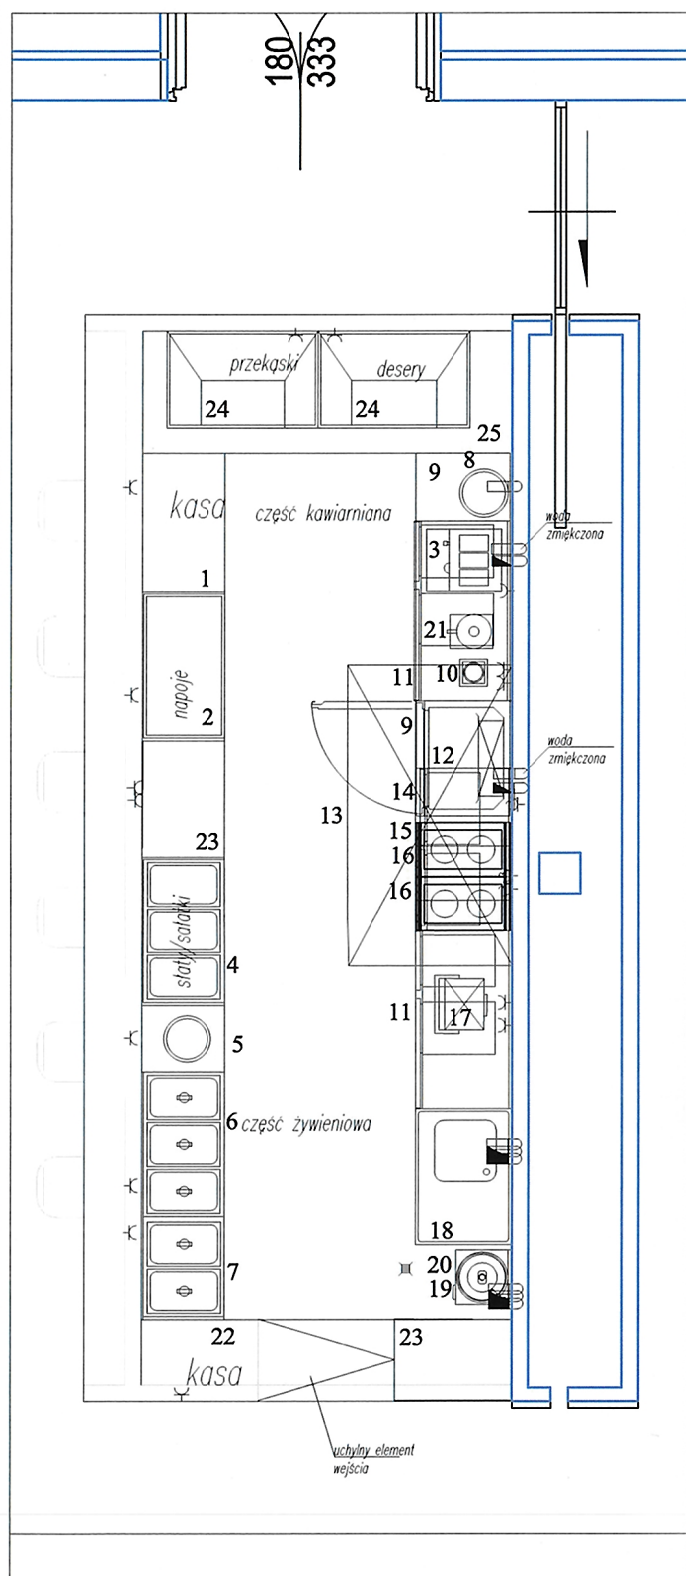 180
333
przekąski
desery
24
24
25
8
9
kasa
część kawiarniana
woda
zmiękczona
3
1
21
11
10
napoje
2
9
woda
zmiękczona
12
14
13
15
23
16
16
słaty/sałatki
4
11
17
5
6
część żywieniowa
18
7
20
19
22
23
kasa
uchylny element
wejścia